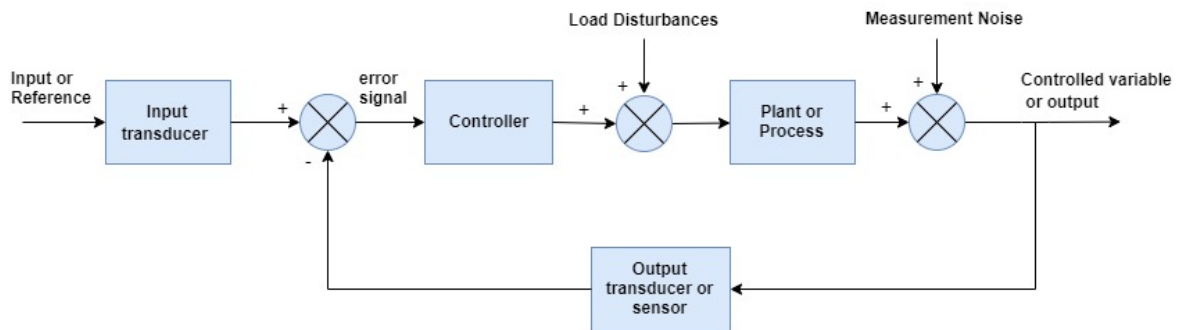 Load Disturbances
Measurement Noise
Input or
Reference
Input
transducer
+
-
error
signal
Controller
+
+
Plant or
Process
+
+
Controlled variable
or output
Output
transducer or
sensor